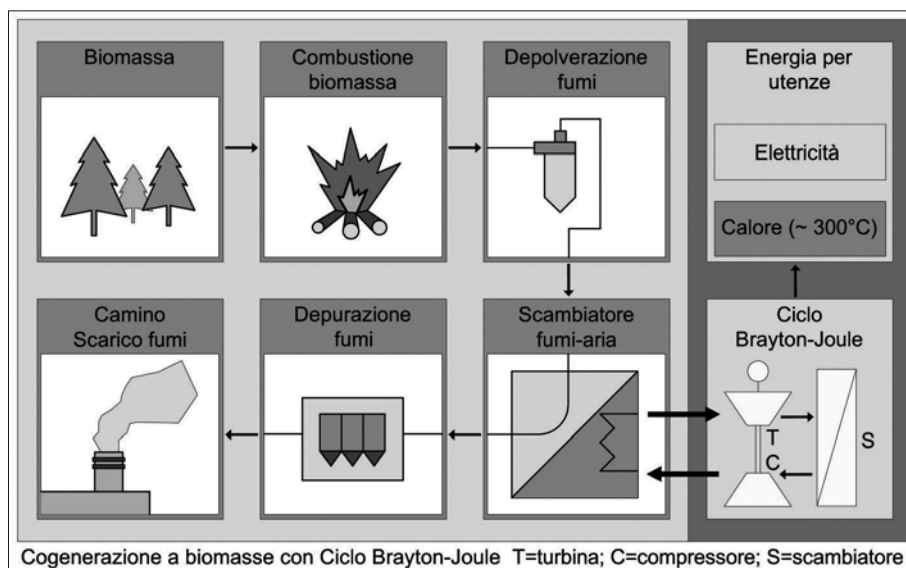 Biomassa
Combustione
biomassa
Depolverazione
fumi
Energia per
utenze
Elettricità
Calore (~ 300°C)
Camino
Scarico fumi
Depurazione
fumi
Scambiatore
fumi-aria
Ciclo
Brayton-Joule
T
C
S
Cogenerazione a biomasse con Ciclo Brayton-Joule T=turbina; C=compressore; S=scambiatore